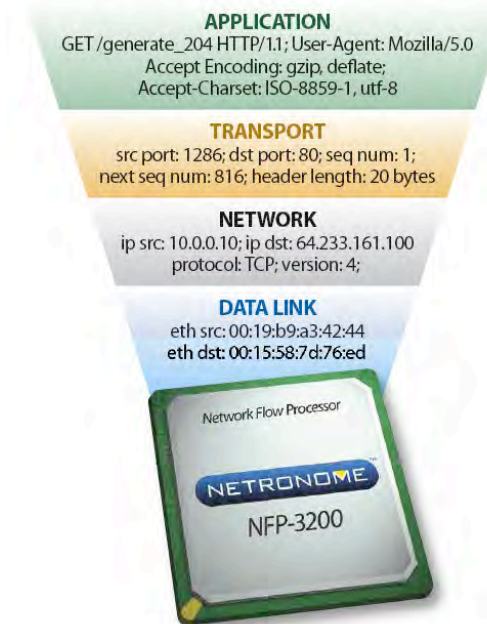 APPLICATION
GET /generate_204 HTTP/1.1; User-Agent: Mozilla/5.0
Accept Encoding: gzip, deflate;
Accept-Charset: ISO-8859-1, utf-8
TRANSPORT
src port: 1286; dst port: 80; seq num: 1;
next seq num: 816; header length: 20 bytes
NETWORK
ip src: 10.0.0.10; ip dst: 64.233.161.100
protocol: TCP; version: 4;
DATA LINK
eth src: 00:19:b9:a3:42:44
eth dst: 00:15:58:7d:76:ed
Network Flow Processor
NETRONOME™
NFP-3200